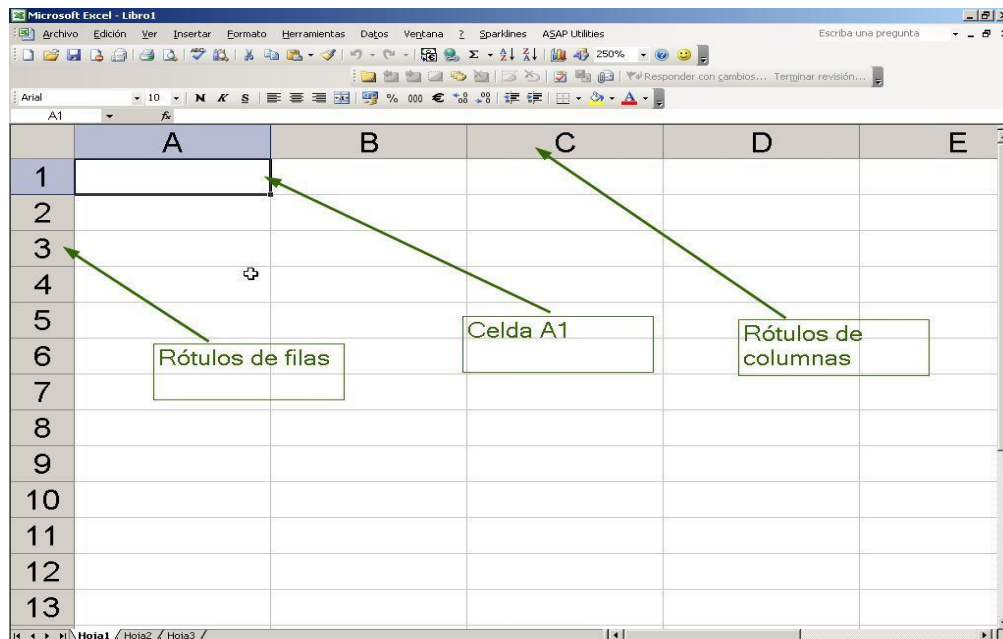 Microsoft Excel - Libro1
Archivo Edición Ver Insertar Formato Herramientas Datos Ventana ? Sparklines ASAP Utilities Escriba una pregunta
250%
Responder con cambios... Terminar revisión...
Arial 10 N K S % 000 €
A1 fx
A B C D E
1
2
3
4
5
6
7
8
9
10
11
12
13
Celda A1
Rótulos de
columnas
Rótulos de filas
Hoja1 Hoja2 Hoja3